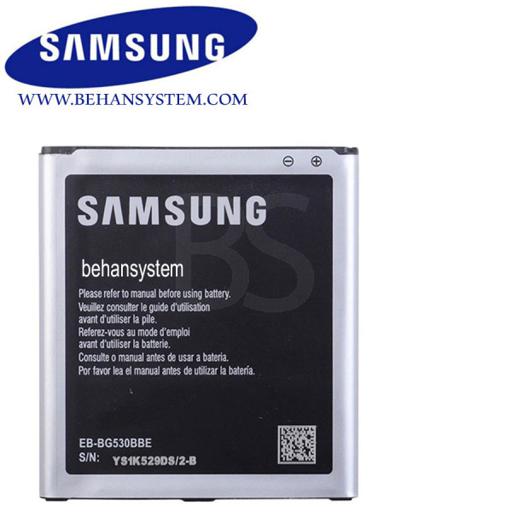 SAMSUNG
WWW.BEHANSYSTEM.COM
SAMSUNG
BS
behansystem
Please refer to manual before using battery.
Veuillez consulter le guide d'utilisation
avant d'utiliser la pile.
Referez-vous au mode d'emploi
avant d'utiliser la batterie.
Consulte o manual antes de usar a bateria.
Por favor lea el manual antes de utilizar la batería.
EB-BG530BBE
S/N: YS1K529DS/2-B